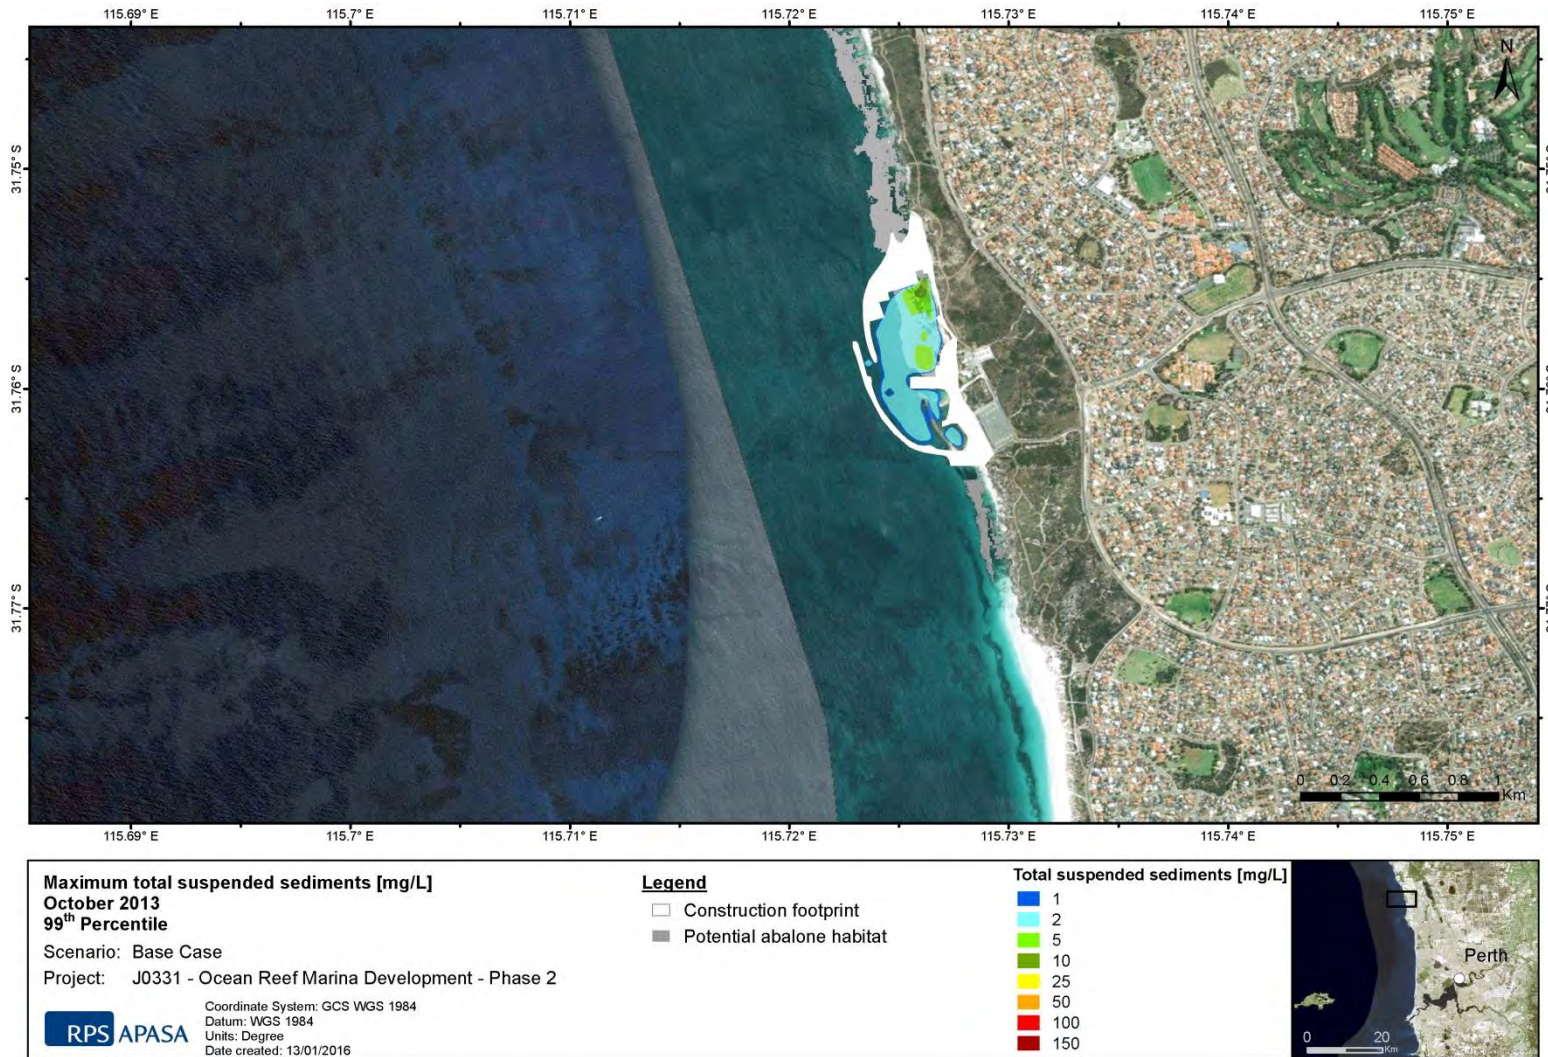 115.69° E
115.7° E
115.71° E
115.72° E
115.73° E
115.74° E
115.75° E
N
31.75° S
31.76° S
31.77° S
0 0.2 0.4 0.6 0.8 1
Km
115.69° E
115.7° E
115.71° E
115.72° E
115.73° E
115.74° E
115.75° E
Maximum total suspended sediments [mg/L]
October 2013
99th Percentile
Scenario: Base Case
Project: J0331 - Ocean Reef Marina Development - Phase 2
RPS APASA
Coordinate System: GCS WGS 1984
Datum: WGS 1984
Units: Degree
Date created: 13/01/2016
Legend
Construction footprint
Potential abalone habitat
Total suspended sediments [mg/L]
1
2
5
10
25
50
100
150
Perth
0 20
Km